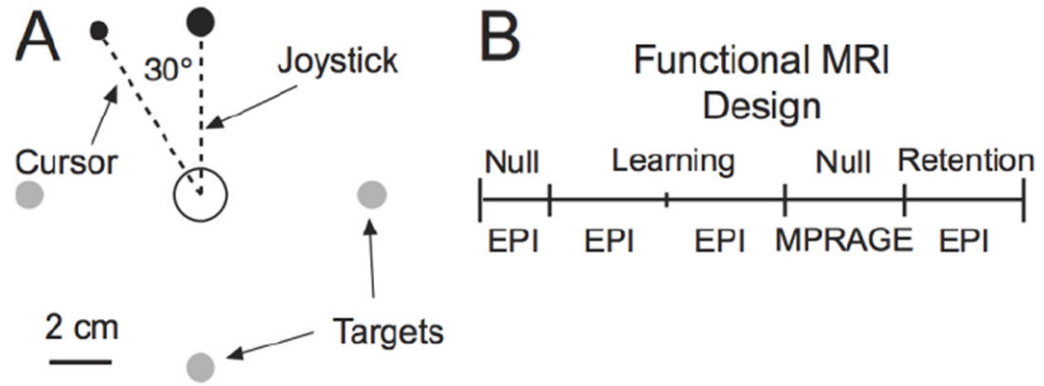 A
30°
Joystick
Cursor
2 cm
Targets
B
Functional MRI
Design
Null Learning Null Retention
EPI EPI EPI MPRAGE EPI